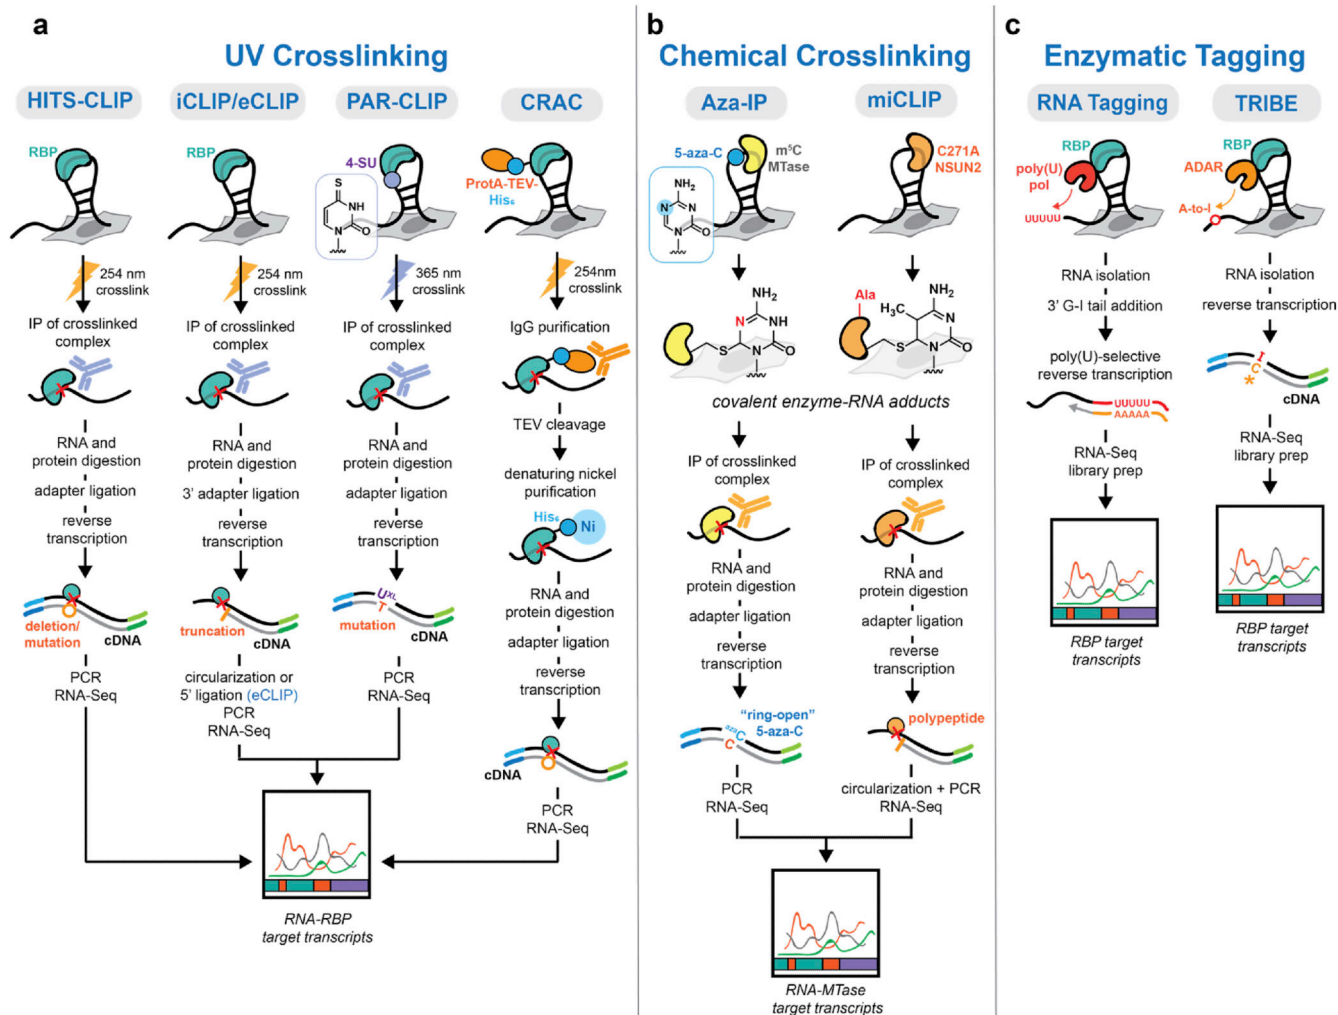 a
UV Crosslinking
HITS-CLIP
RBP
254 nm
crosslink
IP of crosslinked
complex
RNA and
protein digestion
adapter ligation
reverse
transcription
deletion/
mutation
cDNA
PCR
RNA-Seq
iCLIP/eCLIP
RBP
254 nm
crosslink
IP of crosslinked
complex
RNA and
protein digestion
3' adapter ligation
reverse
transcription
truncation
cDNA
circularization or
5' ligation (eCLIP)
PCR
RNA-Seq
PAR-CLIP
4-SU
S
NH
N
O
365 nm
crosslink
IP of crosslinked
complex
RNA and
protein digestion
adapter ligation
reverse
transcription
UXL
T
mutation
cDNA
PCR
RNA-Seq
CRAC
ProtA-TEV-
His₆
254nm
crosslink
IgG purification
TEV cleavage
denaturing nickel
purification
His₆
Ni
RNA and
protein digestion
adapter ligation
reverse
transcription
cDNA
PCR
RNA-Seq
RNA-RBP
target transcripts
b
Chemical Crosslinking
Aza-IP
5-aza-C
m⁵C
MTase
NH₂
N
N
N
O
NH₂
N
NH
S
N
O
miCLIP
C271A
NSUN2
Ala
NH₂
H₃C
N
S
N
O
covalent enzyme-RNA adducts
IP of crosslinked
complex
RNA and
protein digestion
adapter ligation
reverse
transcription
"ring-open"
5-aza-C
azaC
C
PCR
RNA-Seq
IP of crosslinked
complex
RNA and
protein digestion
adapter ligation
reverse
transcription
polypeptide
circularization + PCR
RNA-Seq
RNA-MTase
target transcripts
c
Enzymatic Tagging
RNA Tagging
RBP
poly(U)
pol
UUUUU
RNA isolation
3' G-I tail addition
poly(U)-selective
reverse transcription
UUUUU
AAAAA
RNA-Seq
library prep
RBP target
transcripts
TRIBE
RBP
ADAR
A-to-I
RNA isolation
reverse transcription
I
C
*
cDNA
RNA-Seq
library prep
RBP target
transcripts